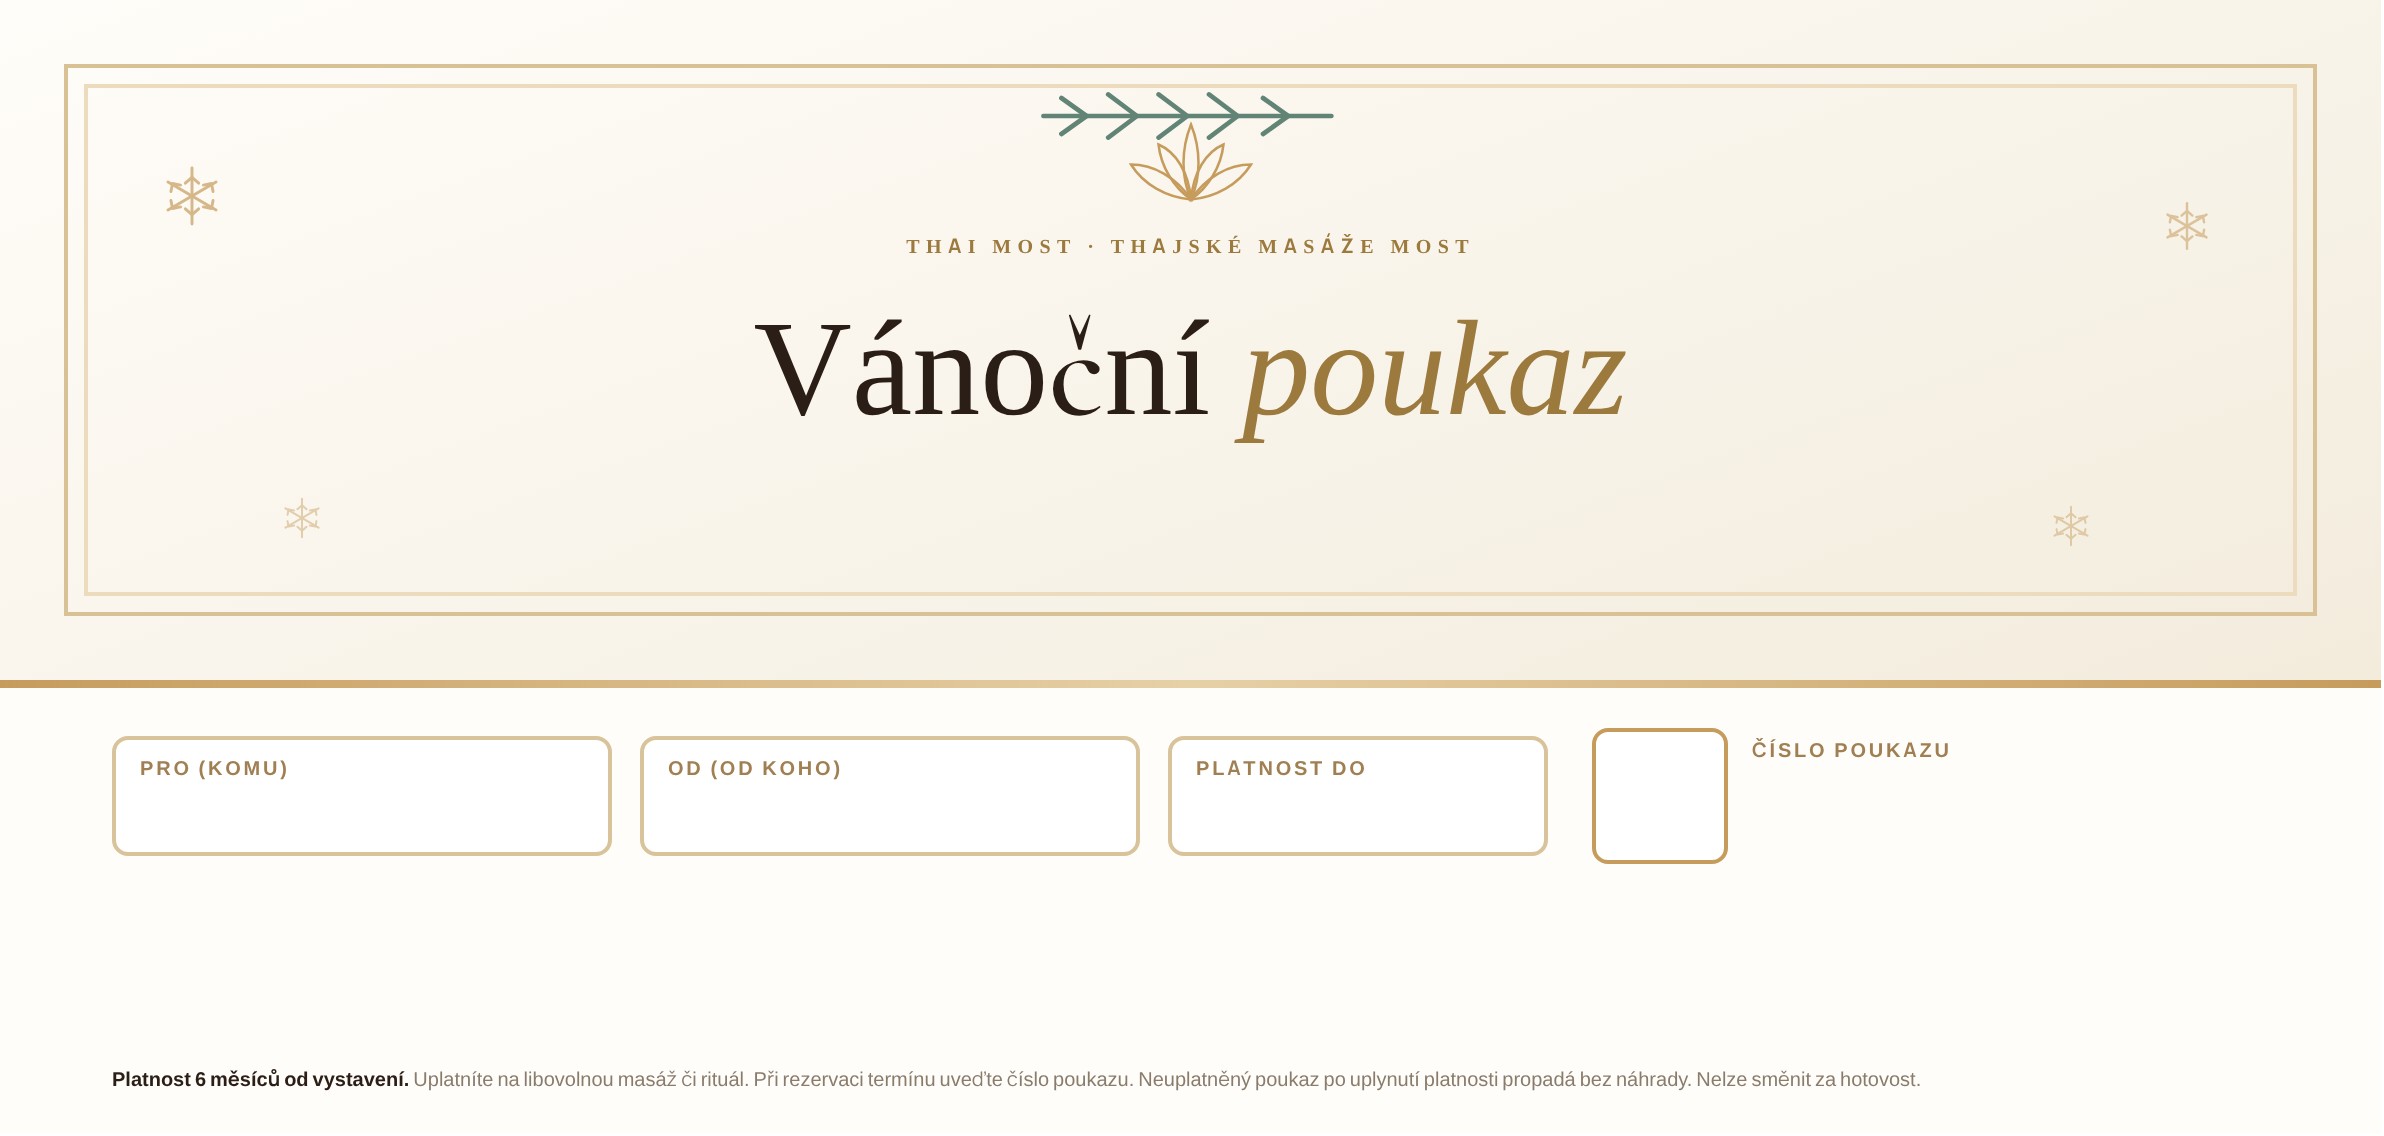 THAI MOST · THAJSKÉ MASÁŽE MOST
Vánoční poukaz
PRO (KOMU)
OD (OD KOHO)
PLATNOST DO
ČÍSLO POUKAZU
Platnost 6 měsíců od vystavení. Uplatníte na libovolnou masáž či rituál. Při rezervaci termínu uveďte číslo poukazu. Neuplatněný poukaz po uplynutí platnosti propadá bez náhrady. Nelze směnit za hotovost.